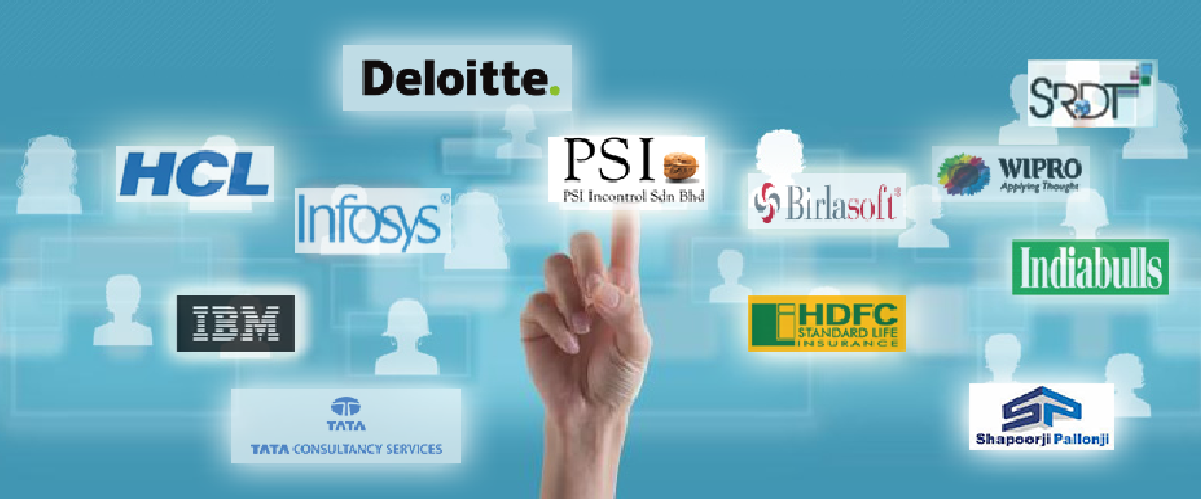 Deloitte.
PSI
PSI Incontrol Sdn Bhd
SRDT
HCL
Infosys®
Birlasoft®
WIPRO
Applying Thought
Indiabulls
IBM
HDFC
STANDARD LIFE
INSURANCE
TATA
TATA CONSULTANCY SERVICES
SP
Shapoorji Pallonji